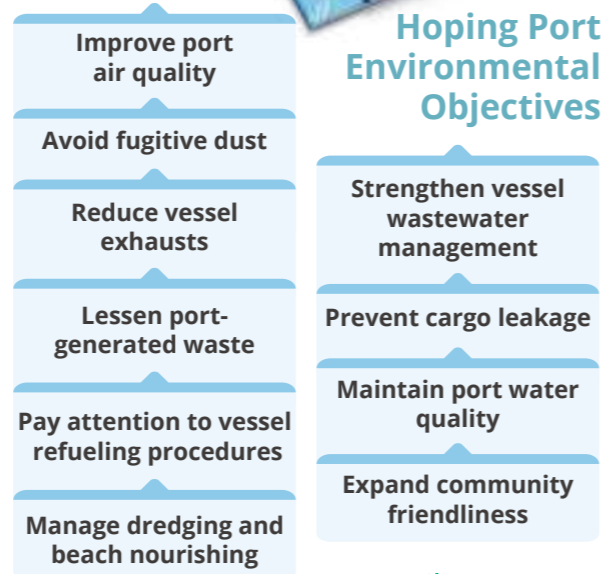 Hoping Port
Environmental
Objectives
Improve port
air quality
Avoid fugitive dust
Reduce vessel
exhausts
Lessen port-
generated waste
Pay attention to vessel
refueling procedures
Manage dredging and
beach nourishing
Strengthen vessel
wastewater
management
Prevent cargo leakage
Maintain port water
quality
Expand community
friendliness